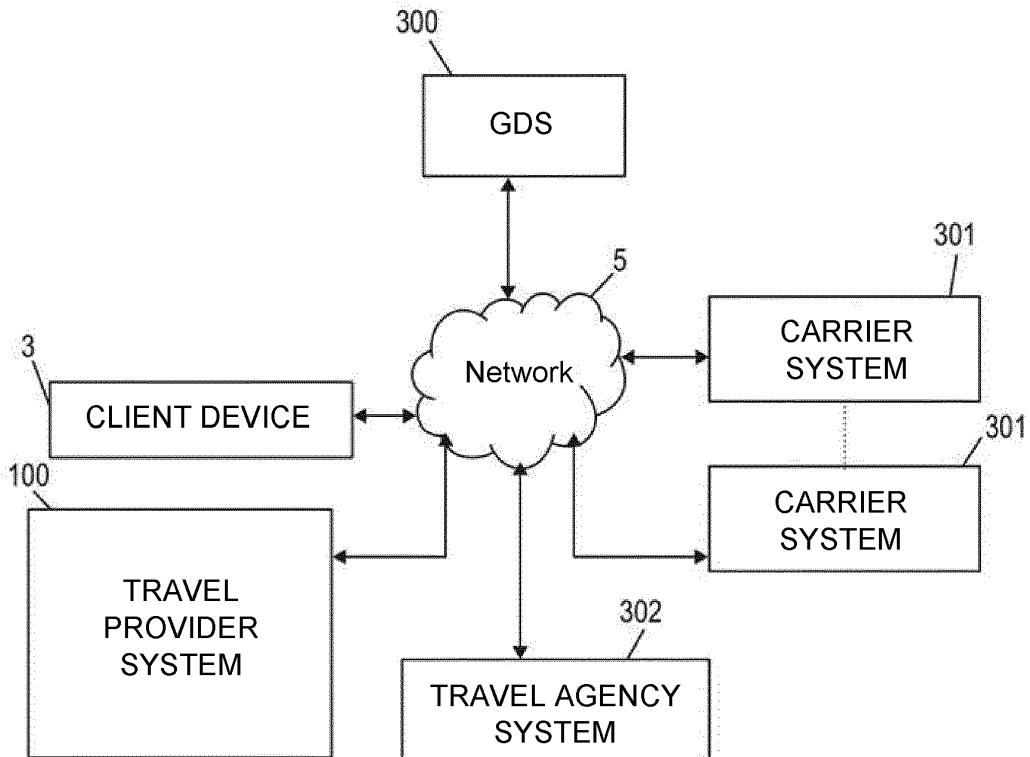 300
GDS
5
301
Network
CARRIER
SYSTEM
3
CLIENT DEVICE
301
CARRIER
SYSTEM
100
TRAVEL
PROVIDER
SYSTEM
302
TRAVEL AGENCY
SYSTEM